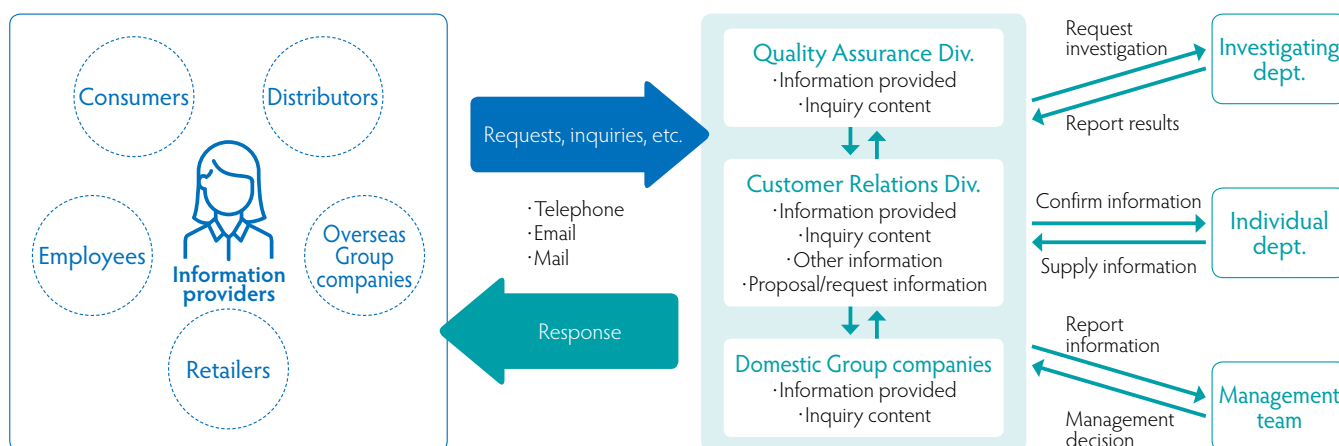 Consumers
Distributors
Employees
Information
providers
Overseas
Group
companies
Retailers
Requests, inquiries, etc.
·Telephone
·Email
·Mail
Response
Quality Assurance Div.
·Information provided
·Inquiry content
Customer Relations Div.
·Information provided
·Inquiry content
·Other information
·Proposal/request information
Domestic Group companies
·Information provided
·Inquiry content
Request
investigation
Report results
Investigating
dept.
Confirm information
Supply information
Individual
dept.
Report
information
Management
decision
Management
team